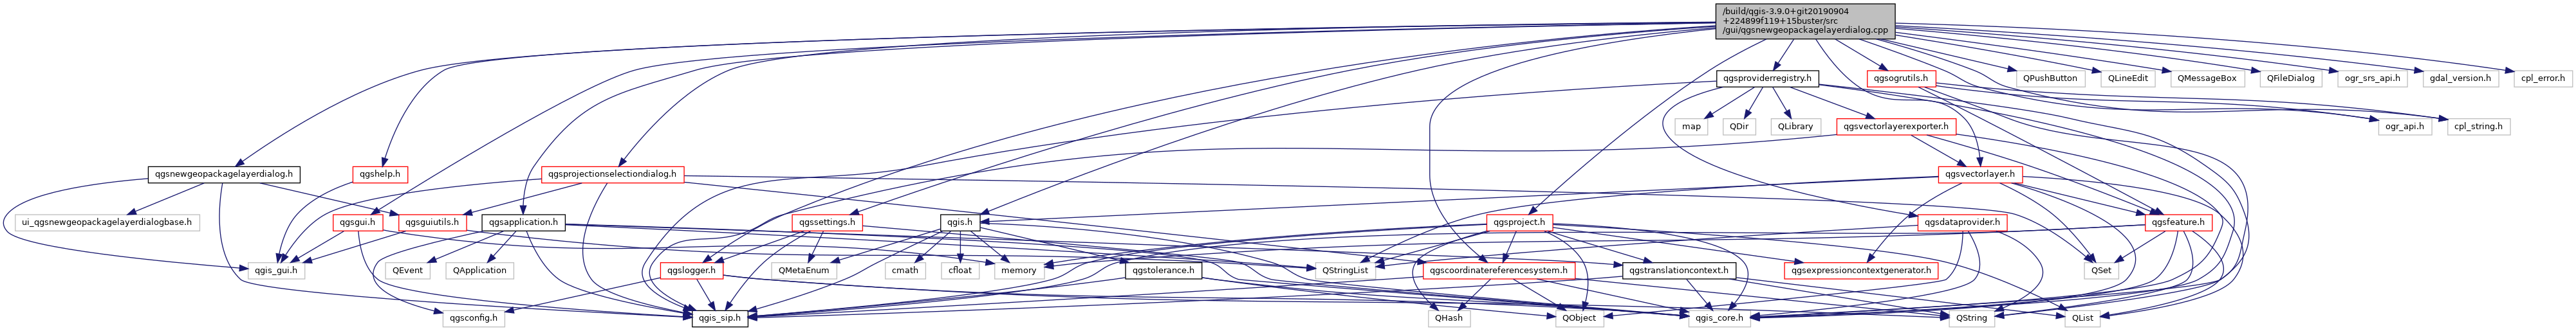 /build/qgis-3.9.0+git20190904
+224899f119+15buster/src
/gui/qgsnewgeopackagelayerdialog.cpp
qgsproviderregistry.h
qgsogrutils.h
QPushButton
QLineEdit
QMessageBox
QFileDialog
ogr_srs_api.h
gdal_version.h
cpl_error.h
map
QDir
QLibrary
qgsvectorlayerexporter.h
ogr_api.h
cpl_string.h
qgsnewgeopackagelayerdialog.h
qgshelp.h
qgsprojectionselectiondialog.h
qgsvectorlayer.h
ui_qgsnewgeopackagelayerdialogbase.h
qgsgui.h
qgsguiutils.h
qgsapplication.h
qgssettings.h
qgis.h
qgsproject.h
qgsdataprovider.h
qgsfeature.h
qgis_gui.h
QEvent
QApplication
qgslogger.h
QMetaEnum
cmath
cfloat
memory
qgstolerance.h
QStringList
qgscoordinatereferencesystem.h
qgstranslationcontext.h
qgsexpressioncontextgenerator.h
QSet
qgsconfig.h
qgis_sip.h
QHash
QObject
qgis_core.h
QString
QList